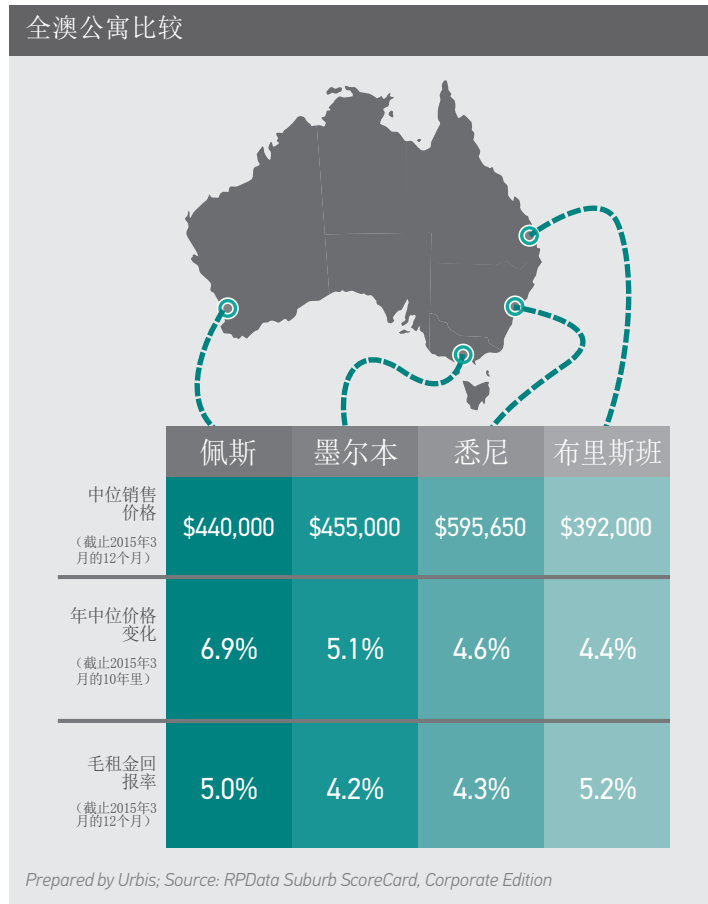 全澳公寓比较
佩斯 墨尔本 悉尼 布里斯班
中位销售
价格
（截止2015年3
月的12个月）
$440,000 $455,000 $595,650 $392,000
年中位价格
变化
（截止2015年3
月的10年里）
6.9% 5.1% 4.6% 4.4%
毛租金回
报率
（截止2015年3
月的12个月）
5.0% 4.2% 4.3% 5.2%
Prepared by Urbis; Source: RPData Suburb ScoreCard, Corporate Edition